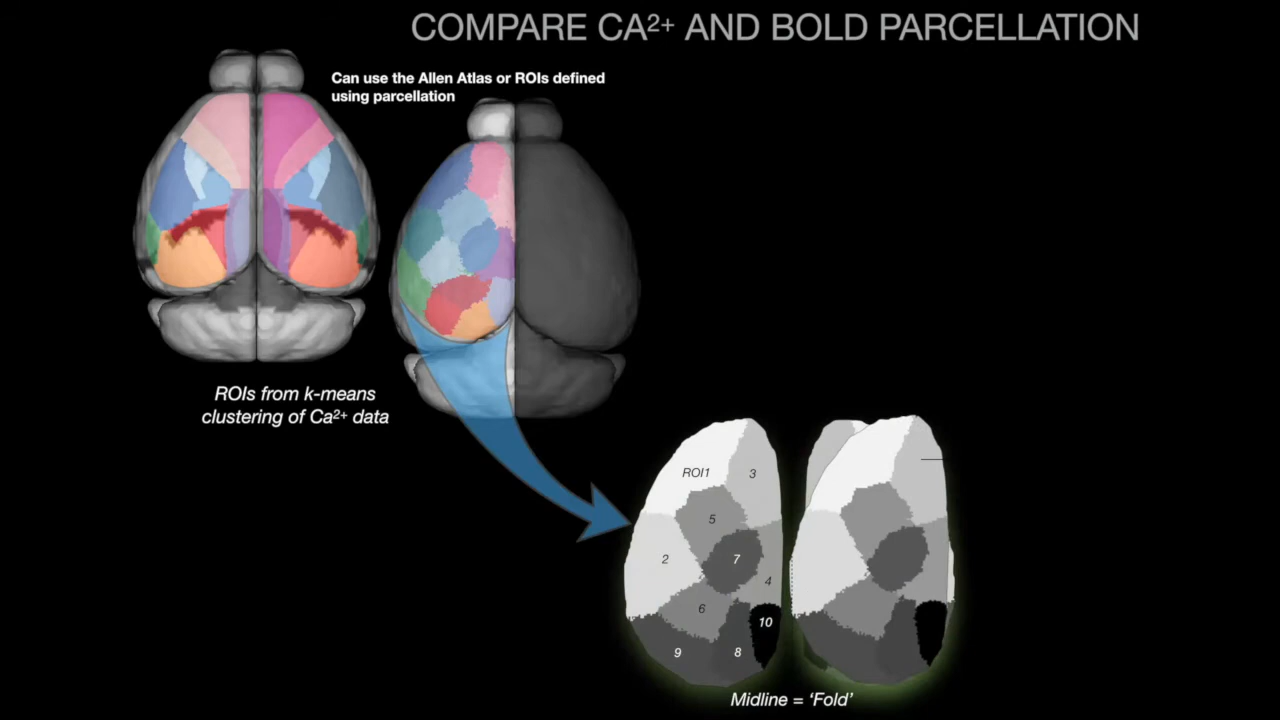 COMPARE CA²⁺ AND BOLD PARCELLATION
Can use the Allen Atlas or ROIs defined
using parcellation
ROIs from k-means
clustering of Ca²⁺ data
ROI1
3
5
2
7
4
6
10
9
8
Midline = ‘Fold’